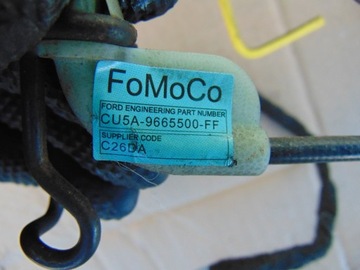 FoMoCo
FORD ENGINEERING PART NUMBER
CU5A-9665500-FF
SUPPLIER CODE
C26DA